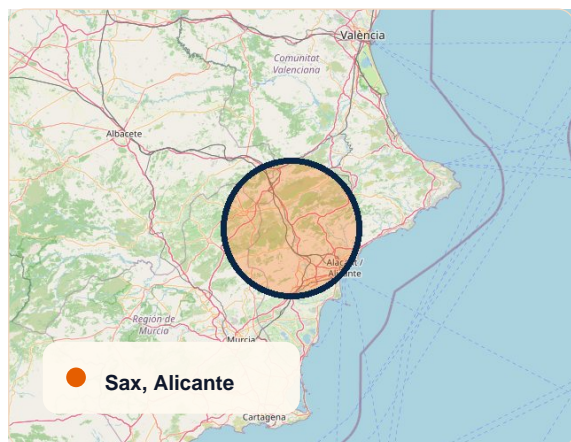 València
Comunitat
Valenciana
Albacete
Alacant /
Alicante
Región de
Murcia
Murcia
Sax, Alicante
Cartagena